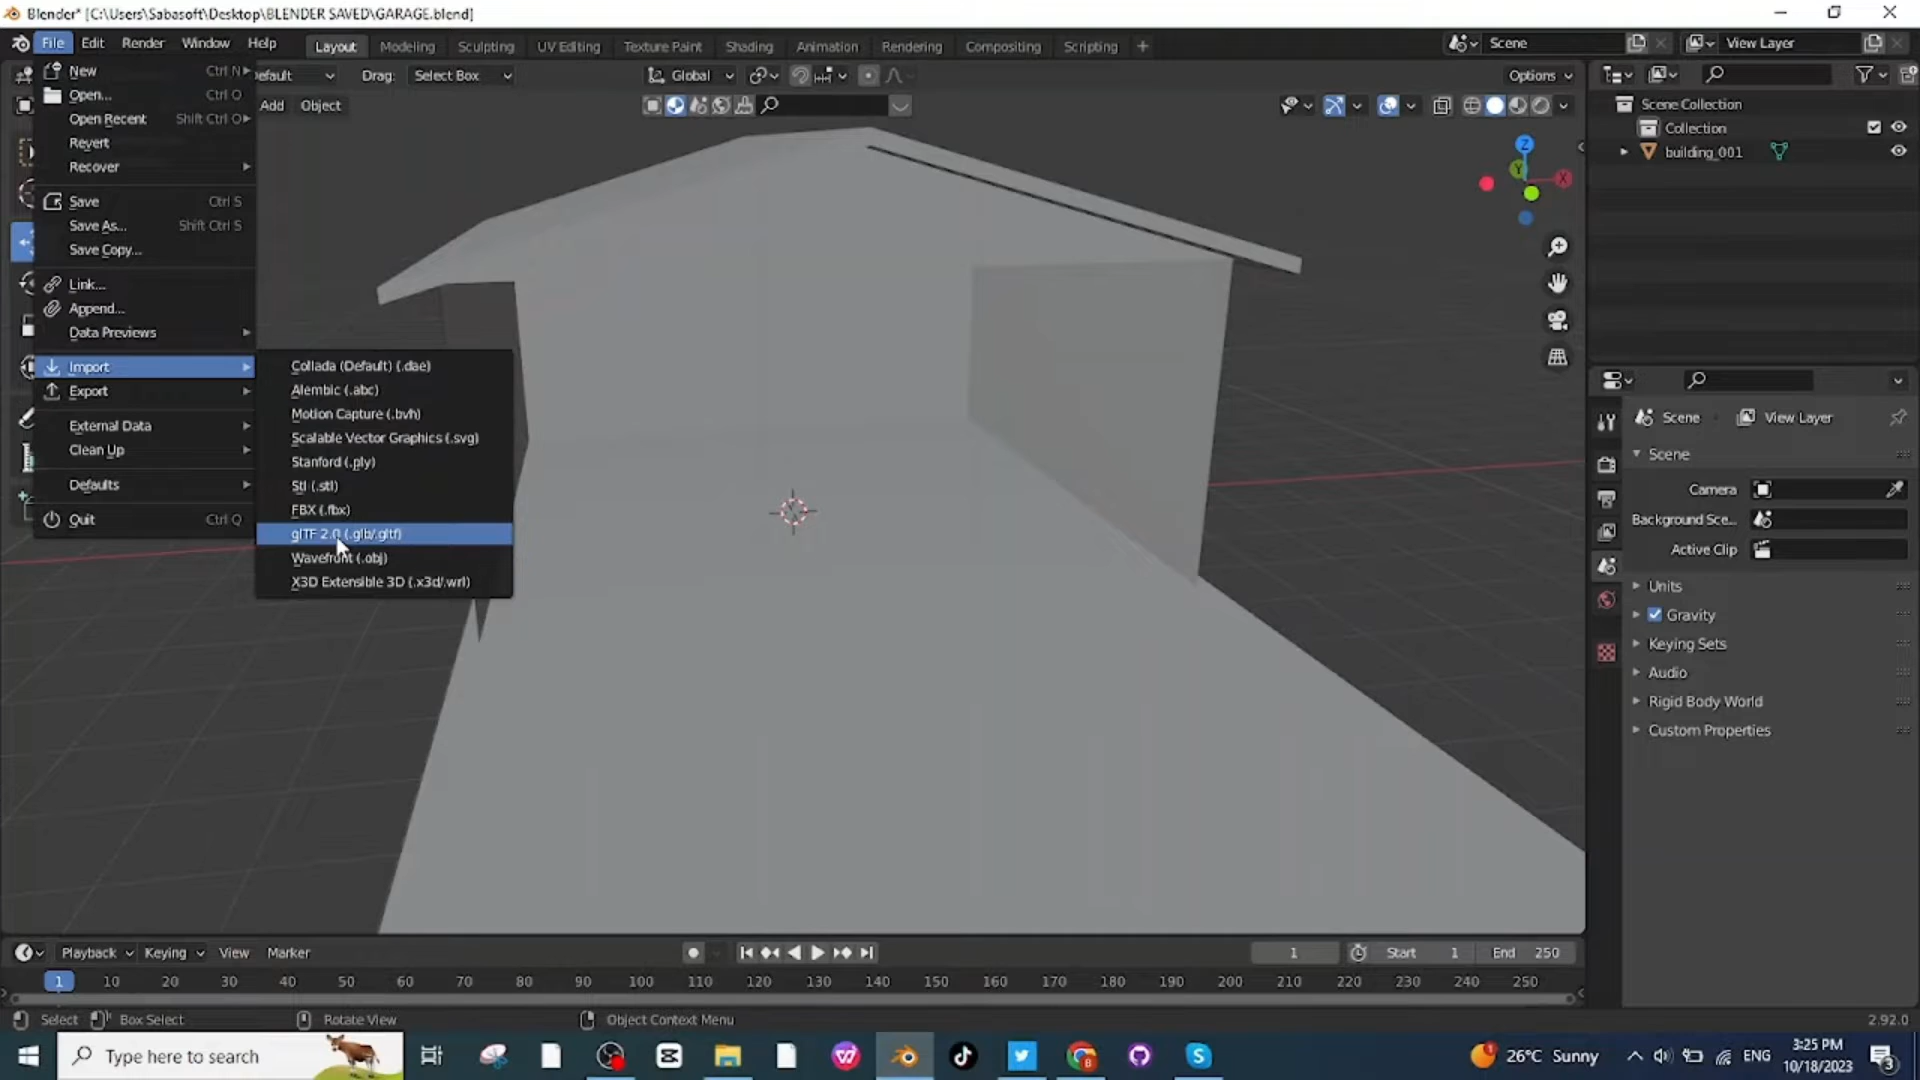 Blender* [C:\Users\Sabasoft\Desktop\BLENDER SAVED\GARAGE.blend]
File Edit Render Window Help Layout Modeling Sculpting UV Editing Texture Paint Shading Animation Rendering Compositing Scripting + Scene View Layer
efault Drag: Select Box Global Options
Add Object
New Ctrl N
Open... Ctrl O
Open Recent Shift Ctrl O
Revert
Recover
Save Ctrl S
Save As... Shift Ctrl S
Save Copy...
Link...
Append...
Data Previews
Import
Export
External Data
Clean Up
Defaults
Quit Ctrl Q
Collada (Default) (.dae)
Alembic (.abc)
Motion Capture (.bvh)
Scalable Vector Graphics (.svg)
Stanford (.ply)
Stl (.stl)
FBX (.fbx)
glTF 2.0 (.glb/.gltf)
Wavefront (.obj)
X3D Extensible 3D (.x3d/.wrl)
Z
Y
X
Scene Collection
Collection
building_001
Scene View Layer
Scene
Camera
Background Sce...
Active Clip
Units
Gravity
Keying Sets
Audio
Rigid Body World
Custom Properties
Playback Keying View Marker 1 Start 1 End 250
1 10 20 30 40 50 60 70 80 90 100 110 120 130 140 150 160 170 180 190 200 210 220 230 240 250
Select Box Select Rotate View Object Context Menu 2.92.0
Type here to search
26°C Sunny ENG
3:25 PM
10/18/2023
3